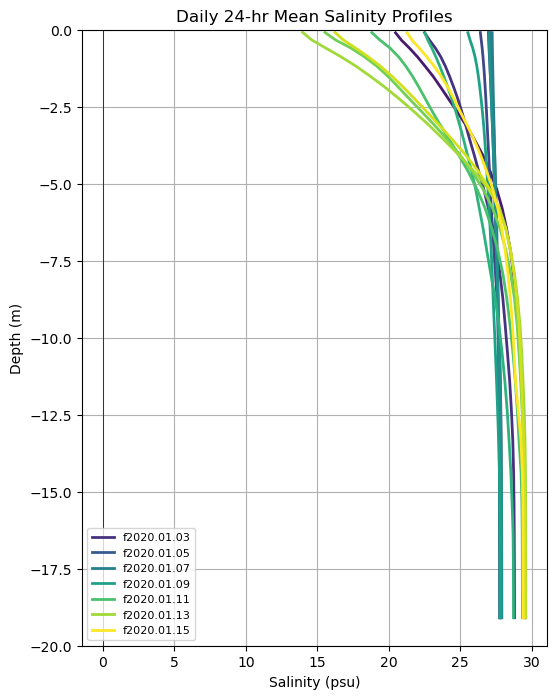 Daily 24-hr Mean Salinity Profiles
0.0
−2.5
−5.0
−7.5
−10.0
−12.5
−15.0
−17.5
−20.0
Depth (m)
f2020.01.03
f2020.01.05
f2020.01.07
f2020.01.09
f2020.01.11
f2020.01.13
f2020.01.15
0 5 10 15 20 25 30
Salinity (psu)